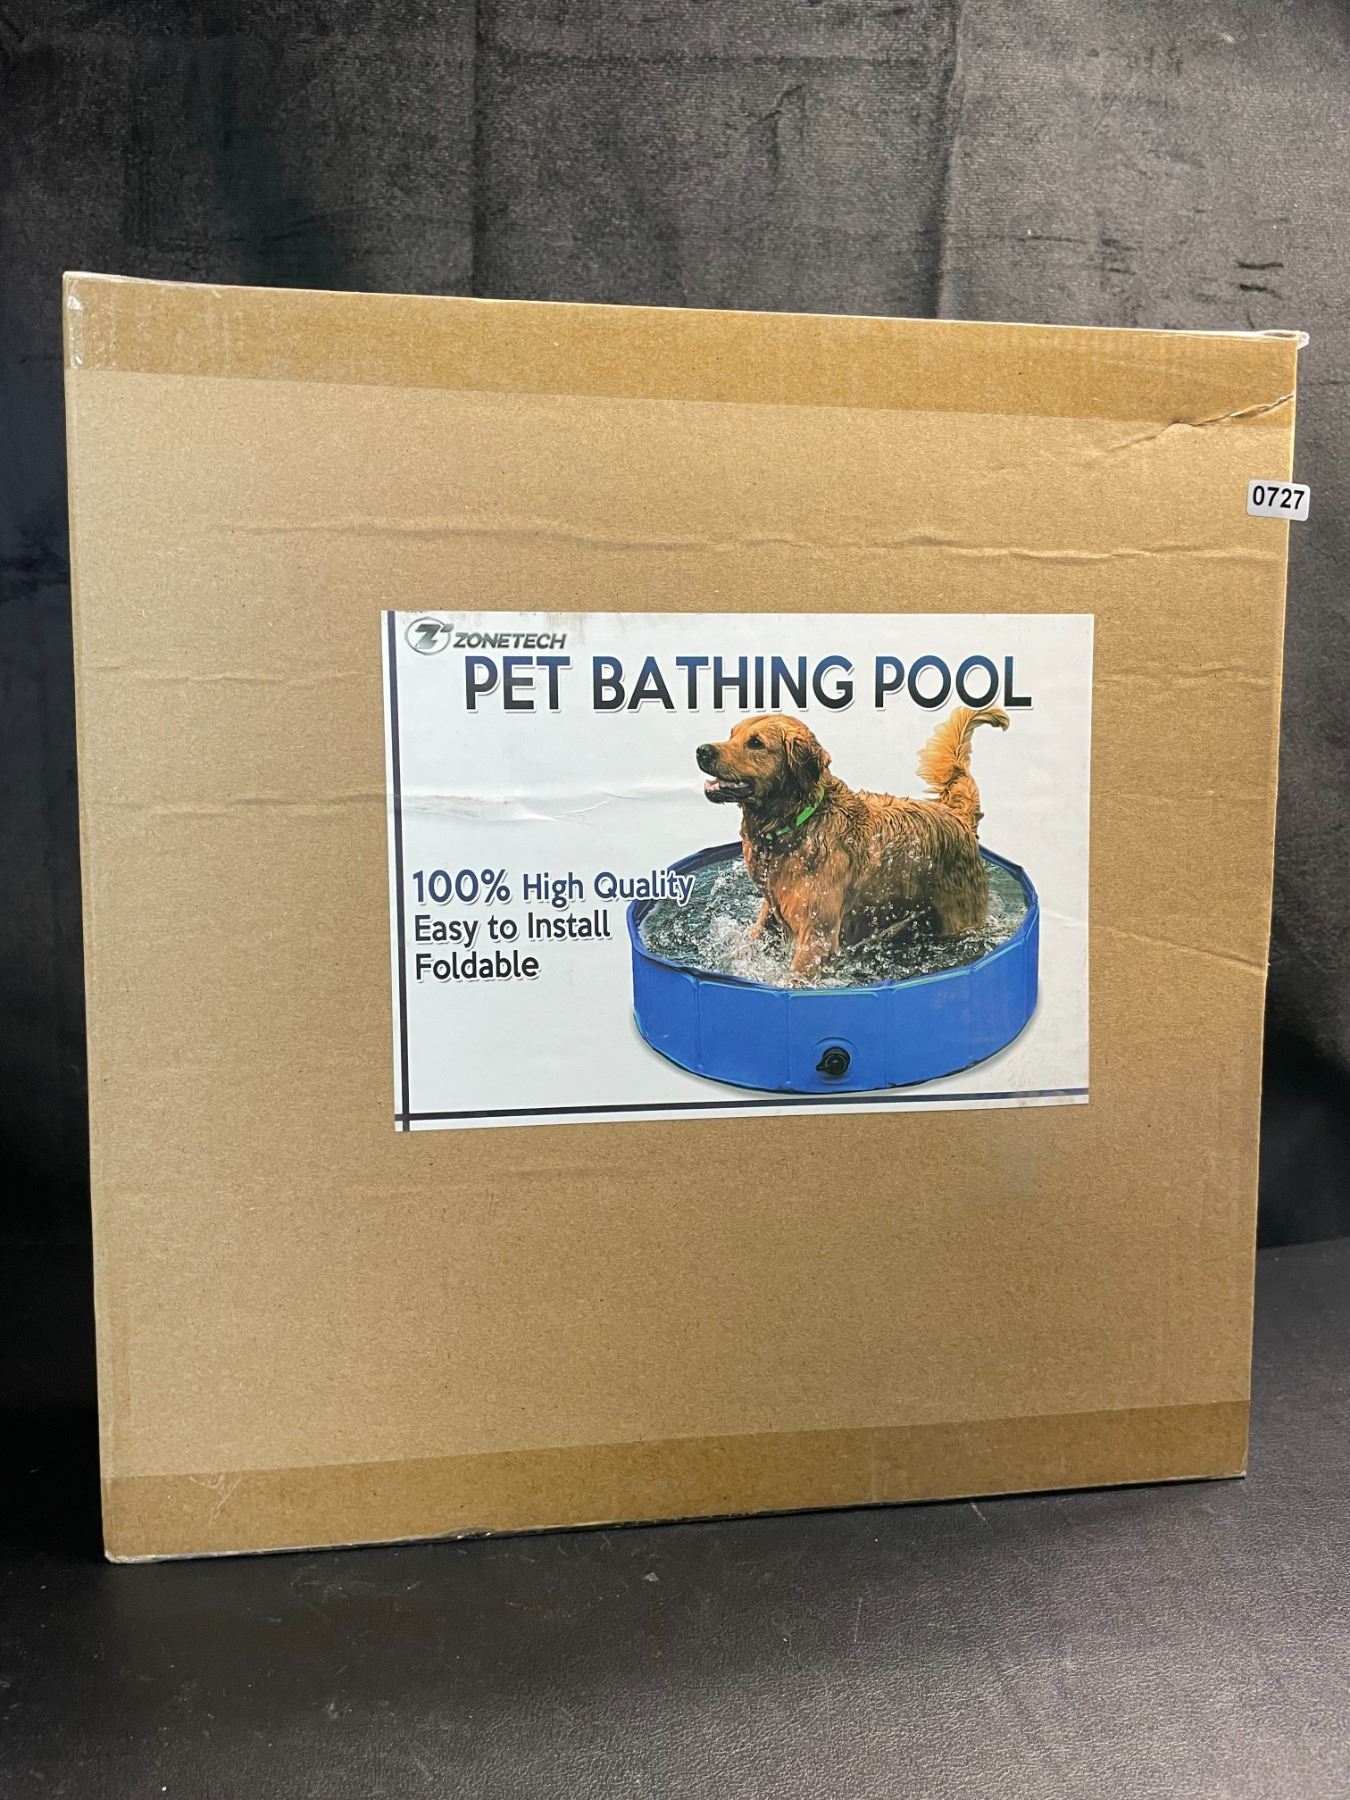 0727
Z ZONETECH
PET BATHING POOL
100% High Quality
Easy to Install
Foldable